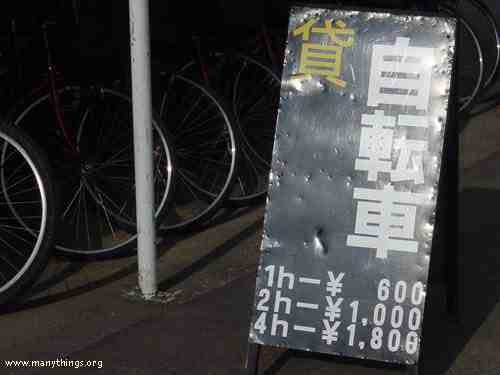 貸
自転車
1h－¥ 600
2h－¥1,000
4h－¥1,800
www.manythings.org